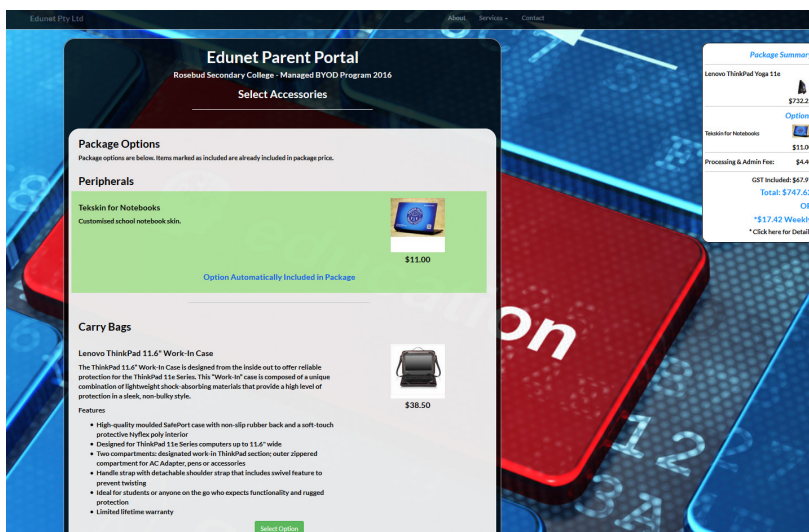 Edunet Pty Ltd
About Services Contact
Edunet Parent Portal
Rosebud Secondary College - Managed BYOD Program 2016
Select Accessories
Package Options
Package options are below. Items marked as included are already included in package price.
Peripherals
Tekskin for Notebooks
Customised school notebook skin.
$11.00
Option Automatically Included in Package
Carry Bags
Lenovo ThinkPad 11.6" Work-In Case
The ThinkPad 11.6" Work-In Case is designed from the inside out to offer reliable
protection for the ThinkPad 11e Series. This "Work-In" case is composed of a unique
combination of lightweight shock-absorbing materials that provide a high level of
protection in a sleek, non-bulky style.
$38.50
Features
High-quality moulded SafePort case with non-slip rubber back and a soft-touch
protective Nyflex poly interior
Designed for ThinkPad 11e Series computers up to 11.6" wide
Two compartments: designated work-in ThinkPad section; outer zippered
compartment for AC Adapter, pens or accessories
Handle strap with detachable shoulder strap that includes swivel feature to
prevent twisting
Ideal for students or anyone on the go who expects functionality and rugged
protection
Limited lifetime warranty
Select Option
Package Summar
Lenovo ThinkPad Yoga 11e
$732.2
Option
Tekskin for Notebooks
$11.0
Processing & Admin Fee: $4.4
GST Included: $67.9
Total: $747.6
*$17.42 Weekl
* Click here for Detail
on